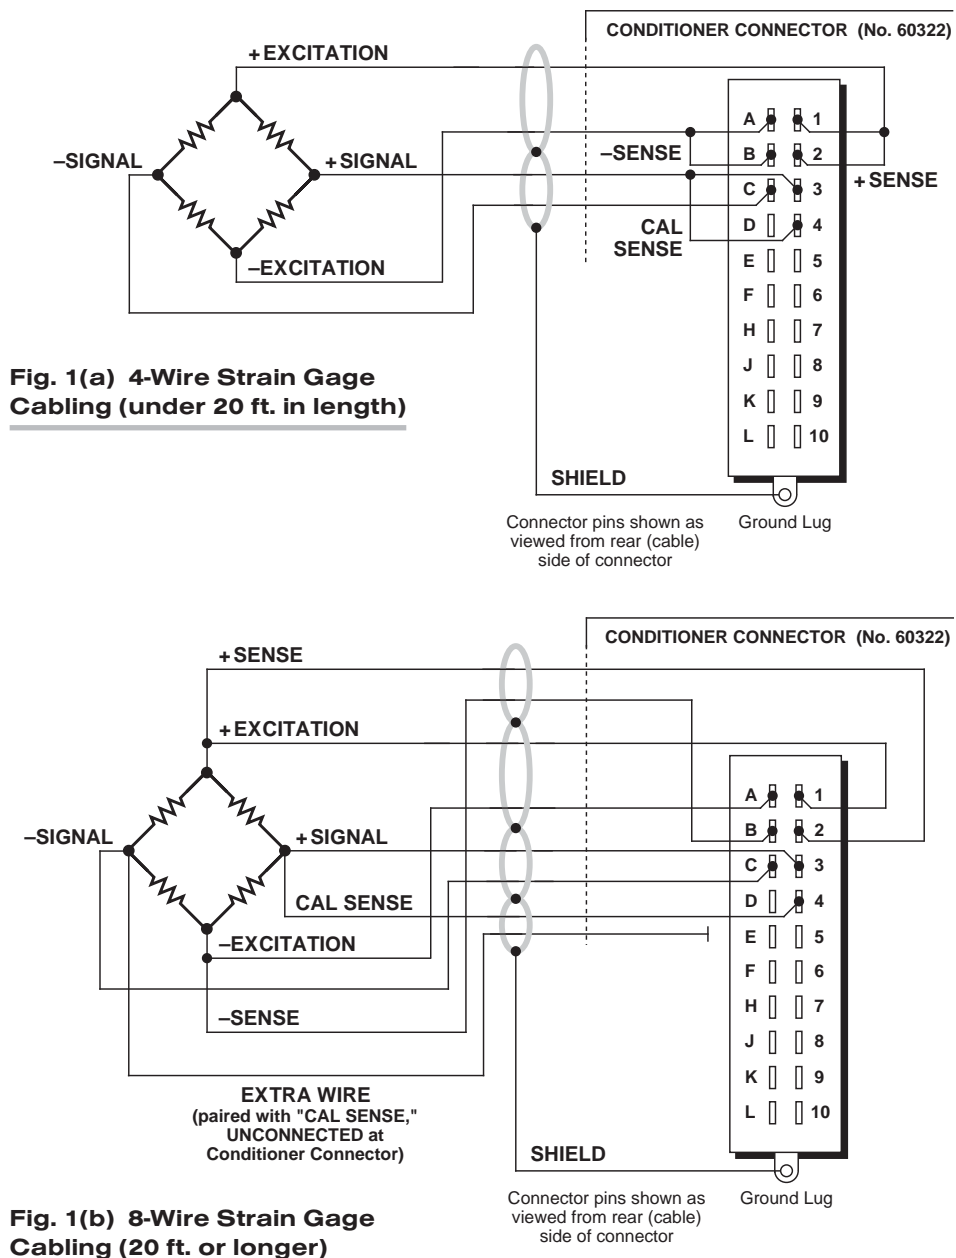 CONDITIONER CONNECTOR (No. 60322)
+EXCITATION
–SIGNAL
+SIGNAL
–EXCITATION
–SENSE
+SENSE
CAL
SENSE
A 1
B 2
C 3
D 4
E 5
F 6
H 7
J 8
K 9
L 10
Fig. 1(a) 4-Wire Strain Gage
Cabling (under 20 ft. in length)
SHIELD
Connector pins shown as
viewed from rear (cable)
side of connector
Ground Lug
CONDITIONER CONNECTOR (No. 60322)
+SENSE
+EXCITATION
–SIGNAL
+SIGNAL
CAL SENSE
–EXCITATION
–SENSE
A 1
B 2
C 3
D 4
E 5
F 6
H 7
J 8
K 9
L 10
EXTRA WIRE
(paired with "CAL SENSE,"
UNCONNECTED at
Conditioner Connector)
SHIELD
Connector pins shown as
viewed from rear (cable)
side of connector
Ground Lug
Fig. 1(b) 8-Wire Strain Gage
Cabling (20 ft. or longer)